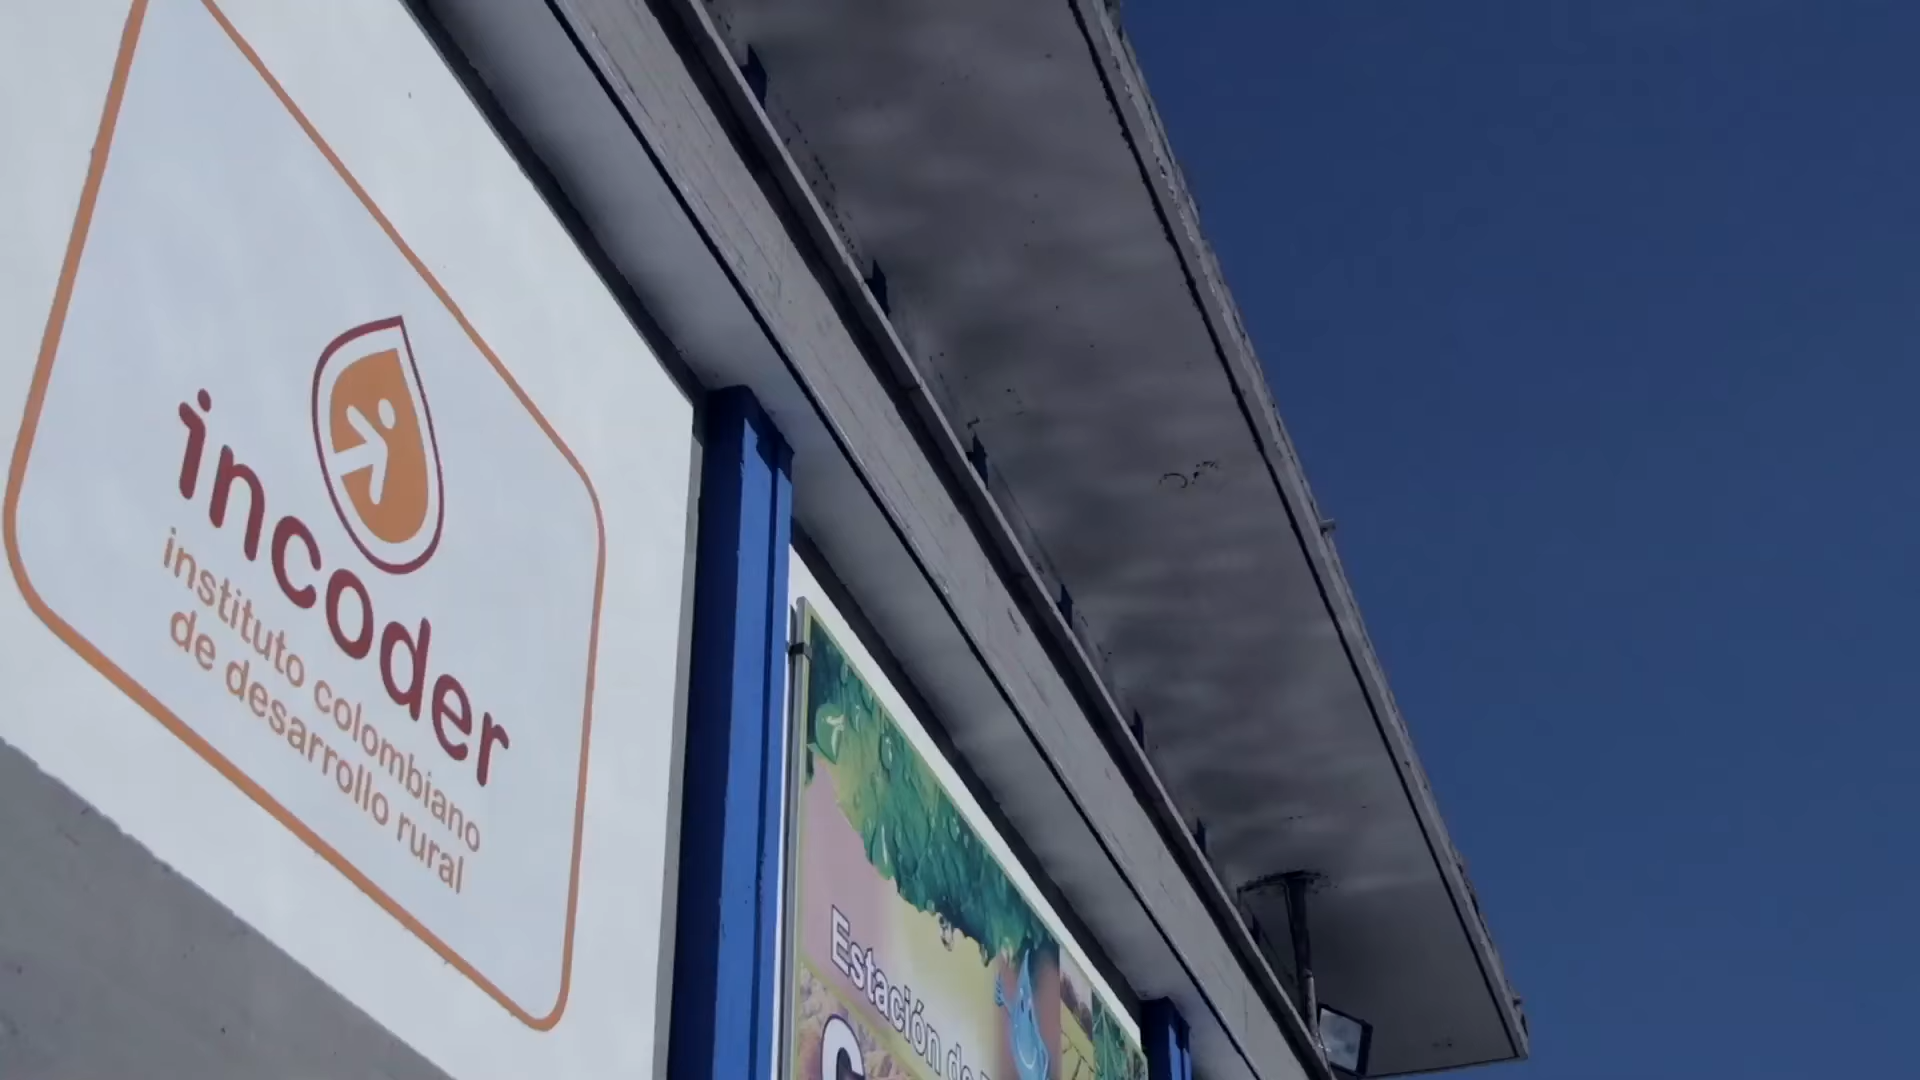 incoder
instituto colombiano
de desarrollo rural
Estación de